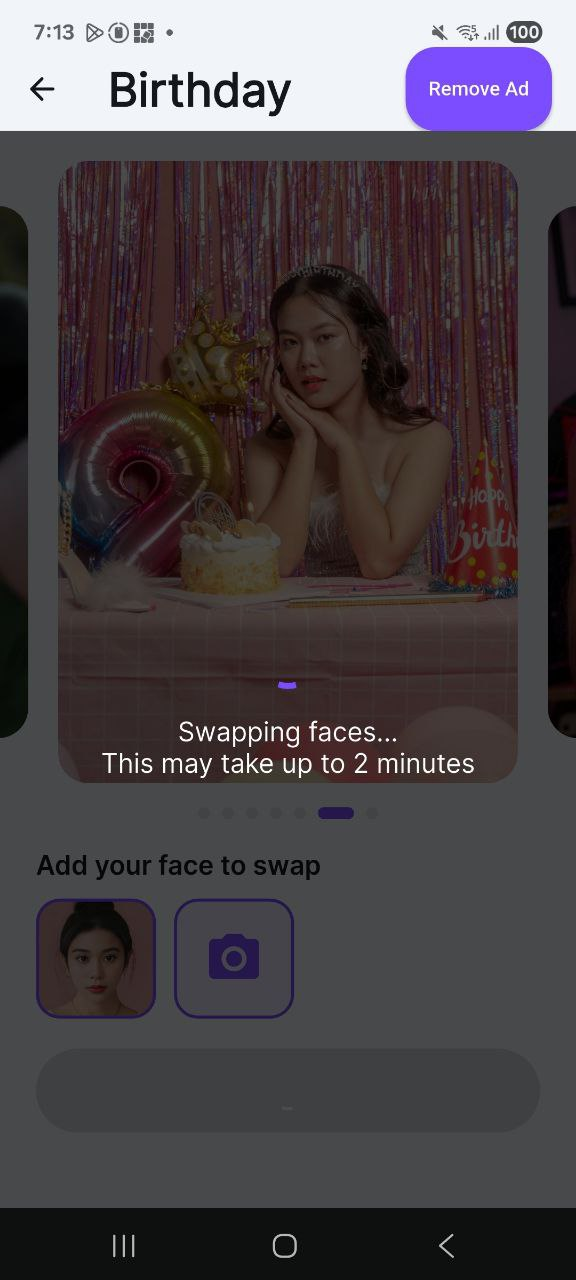 7:13
100
Birthday
Remove Ad
Happy
Birth
Swapping faces...
This may take up to 2 minutes
Add your face to swap